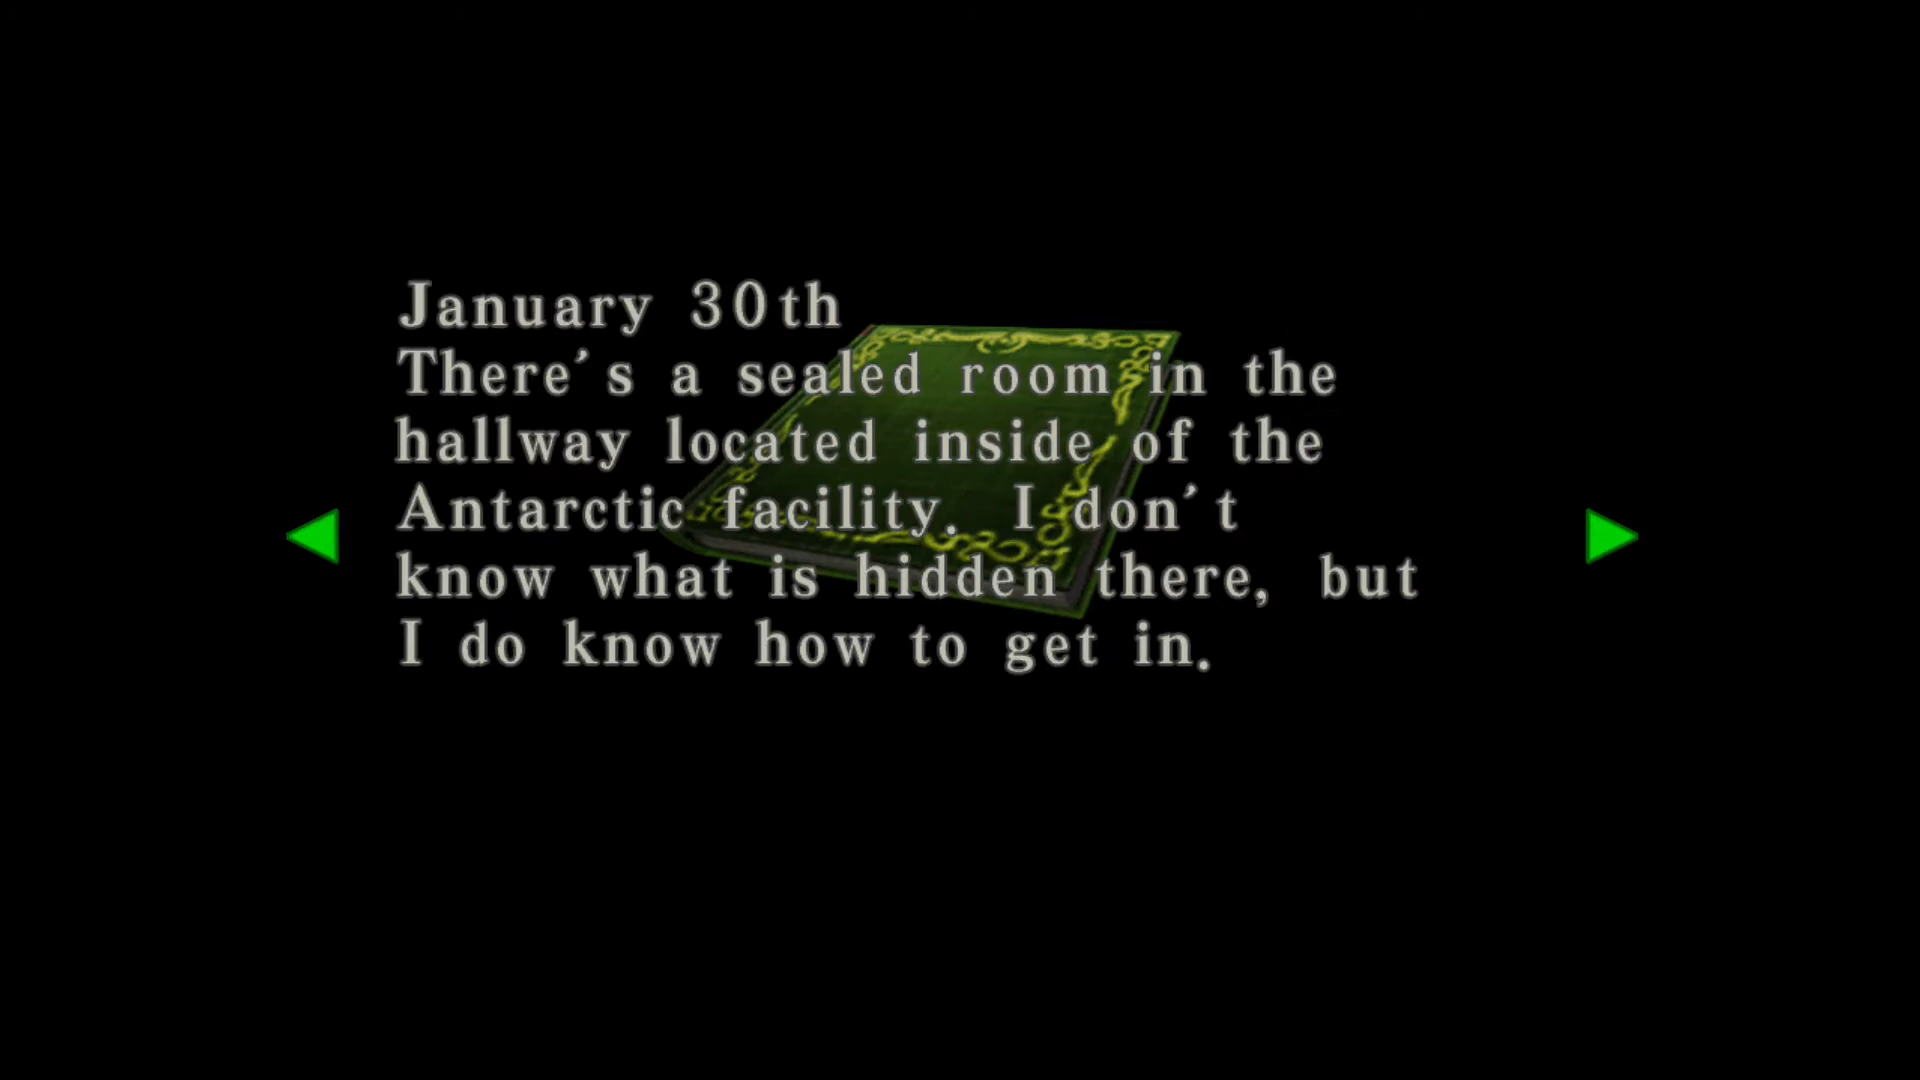 January 30th
There's a sealed room in the
hallway located inside of the
Antarctic facility. I don't
know what is hidden there, but
I do know how to get in.